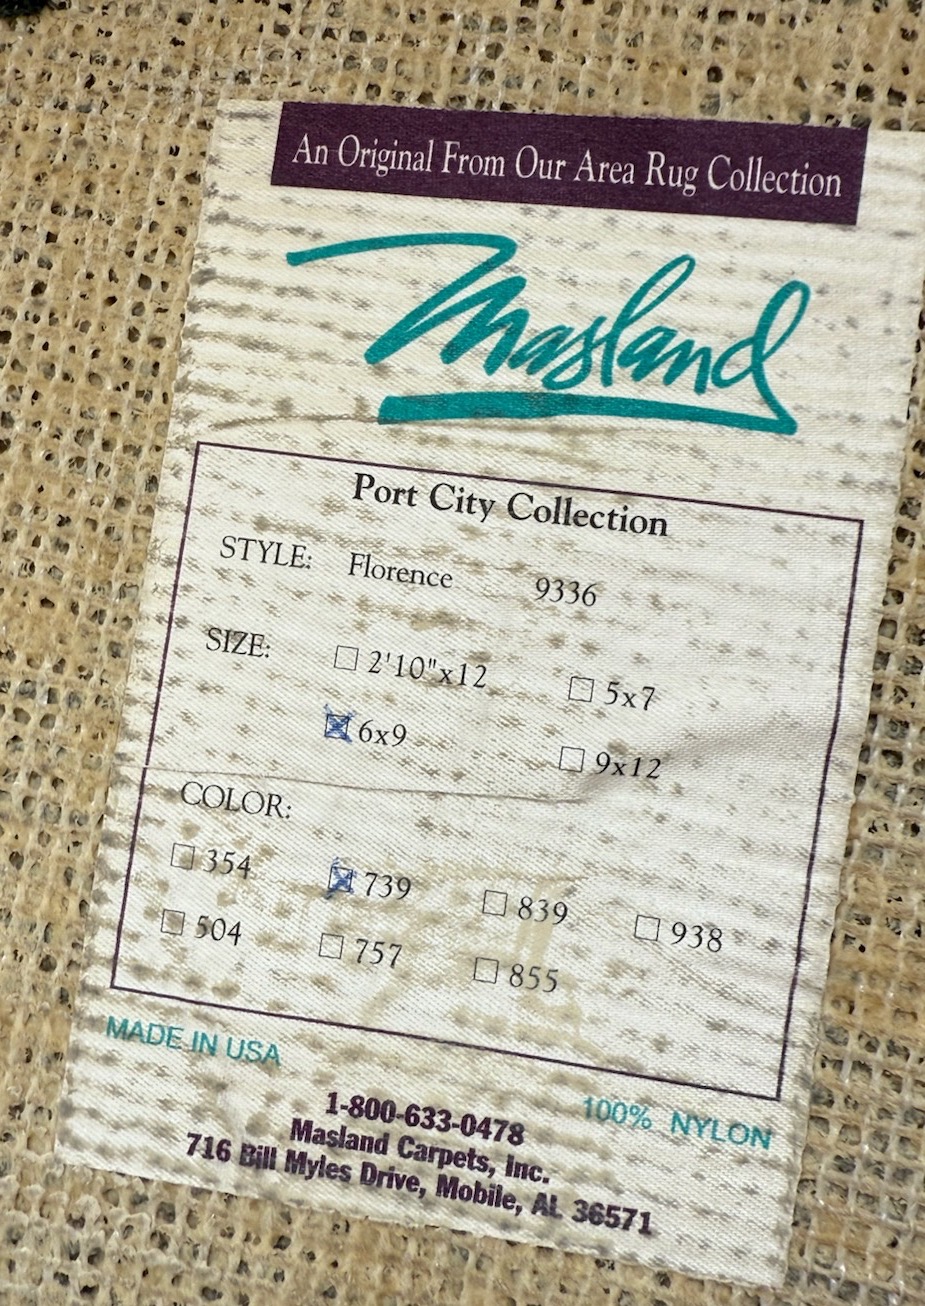 An Original From Our Area Rug Collection
Masland
Port City Collection
STYLE: Florence 9336
SIZE: ☐ 2'10"x12 ☐ 5x7
☒ 6x9 ☐ 9x12
COLOR:
☐ 354 ☒ 739 ☐ 839 ☐ 938
☐ 504 ☐ 757 ☐ 855
MADE IN USA
100% NYLON
1-800-633-0478
Masland Carpets, Inc.
716 Bill Myles Drive, Mobile, AL 36571